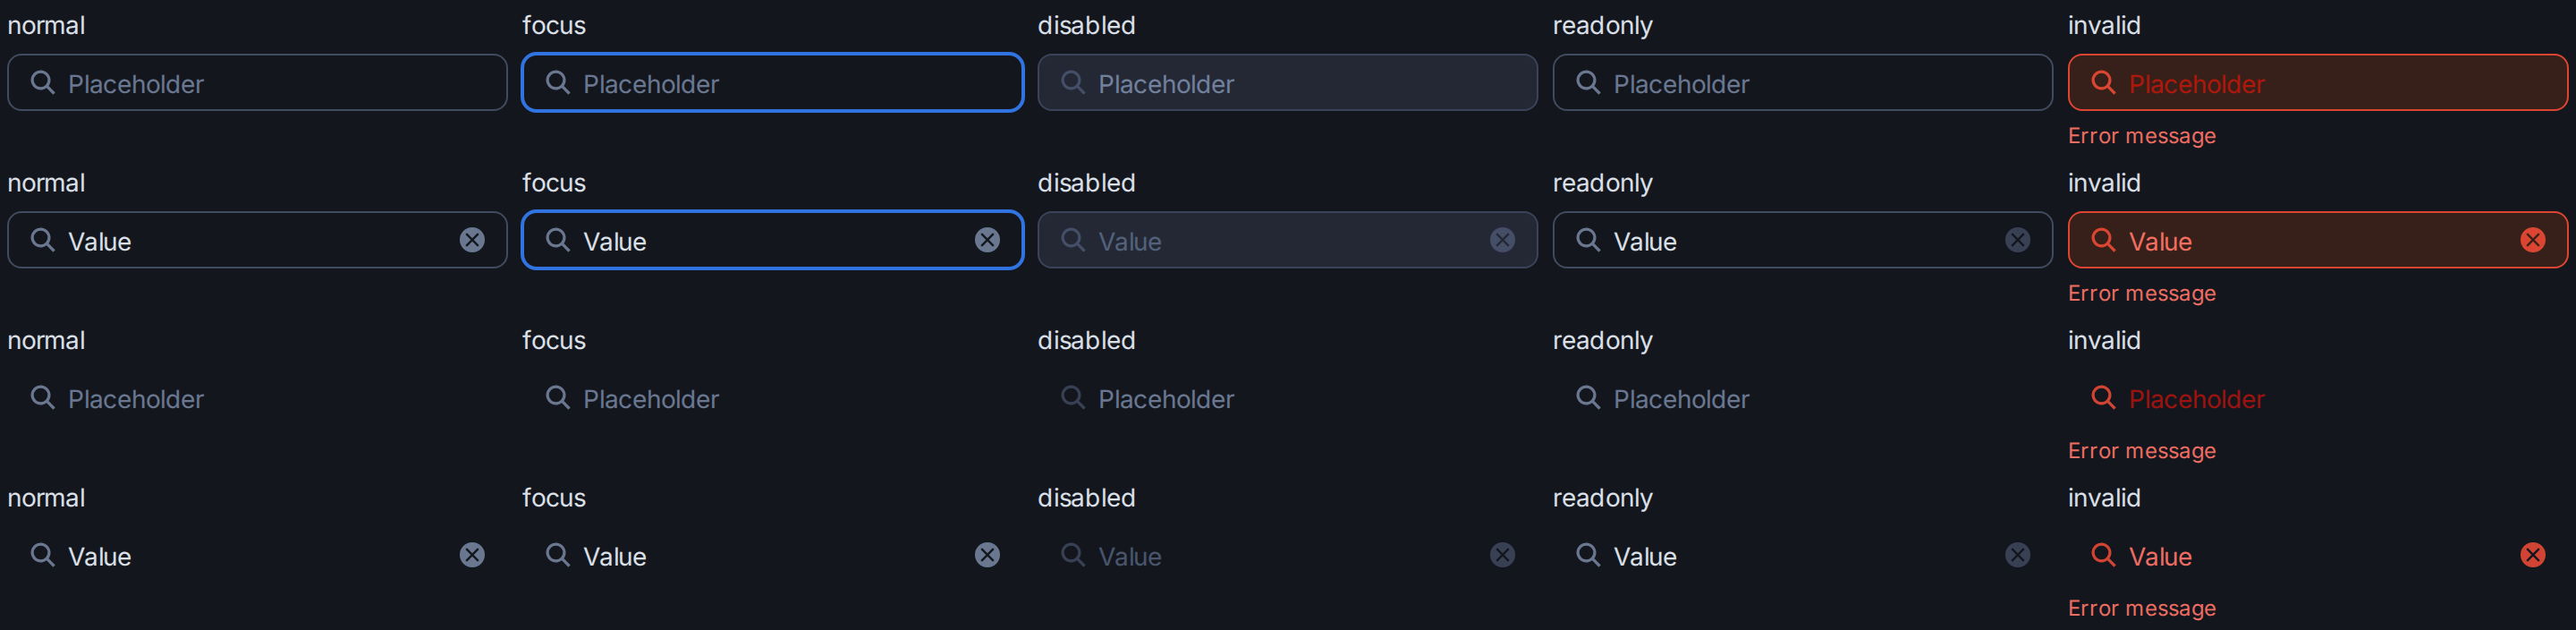 normal focus disabled readonly invalid
Placeholder Placeholder Placeholder Placeholder Placeholder
Error message
normal focus disabled readonly invalid
Value Value Value Value Value
Error message
normal focus disabled readonly invalid
Placeholder Placeholder Placeholder Placeholder Placeholder
Error message
normal focus disabled readonly invalid
Value Value Value Value Value
Error message